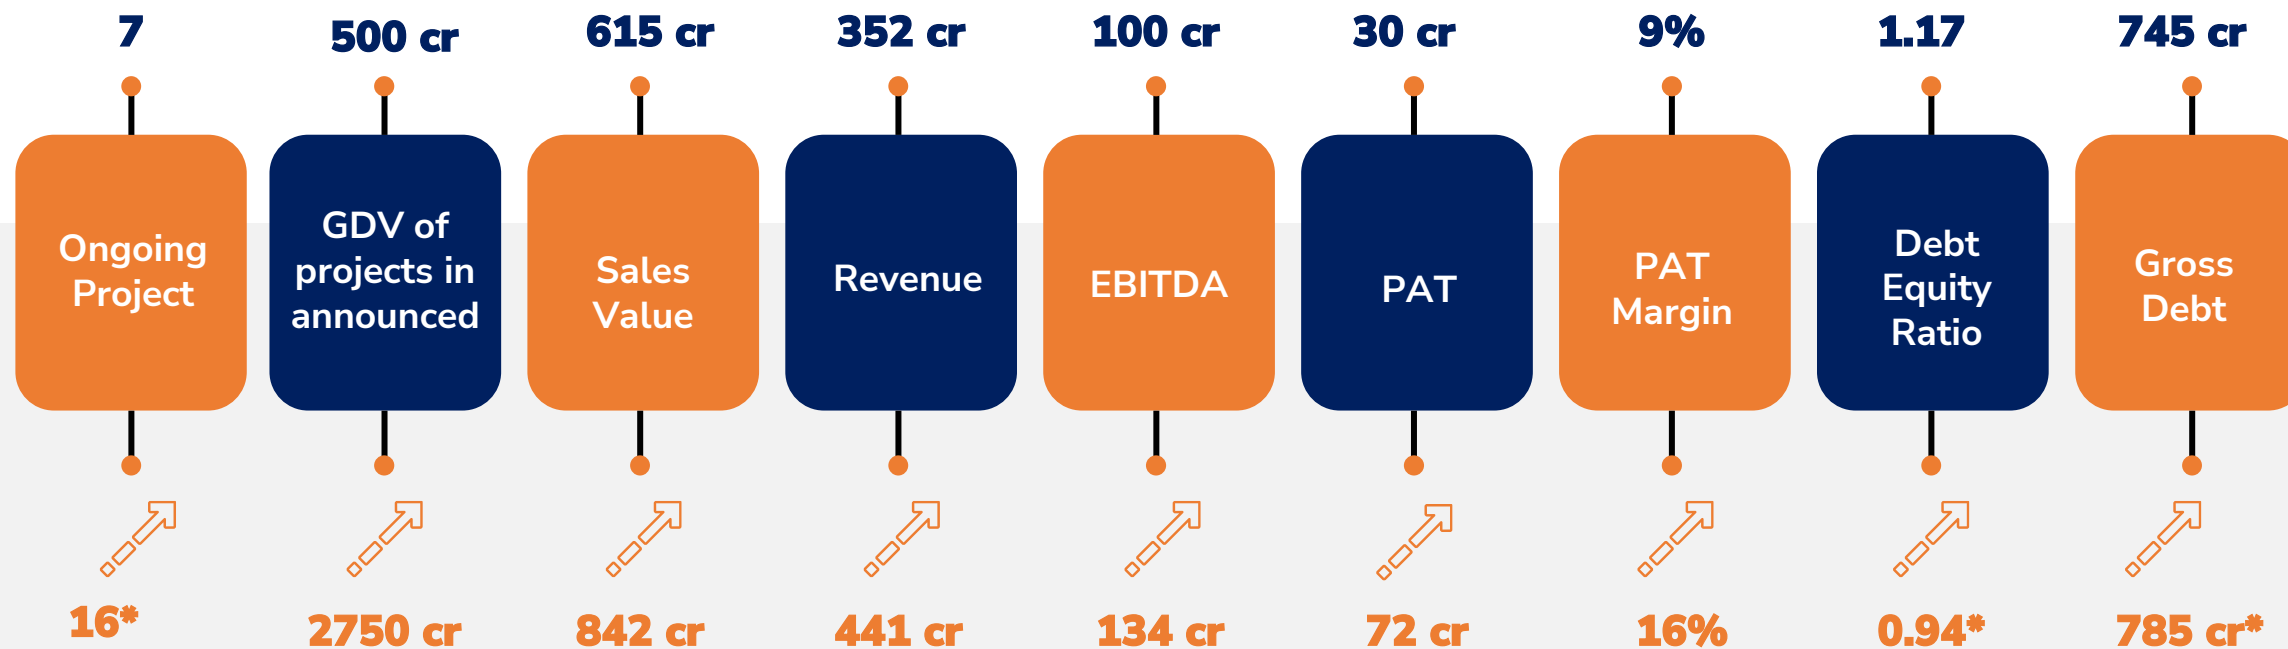 7
500 cr
615 cr
352 cr
100 cr
30 cr
9%
1.17
745 cr
Ongoing
Project
GDV of
projects in
announced
Sales
Value
Revenue
EBITDA
PAT
PAT
Margin
Debt
Equity
Ratio
Gross
Debt
16*
2750 cr
842 cr
441 cr
134 cr
72 cr
16%
0.94*
785 cr*